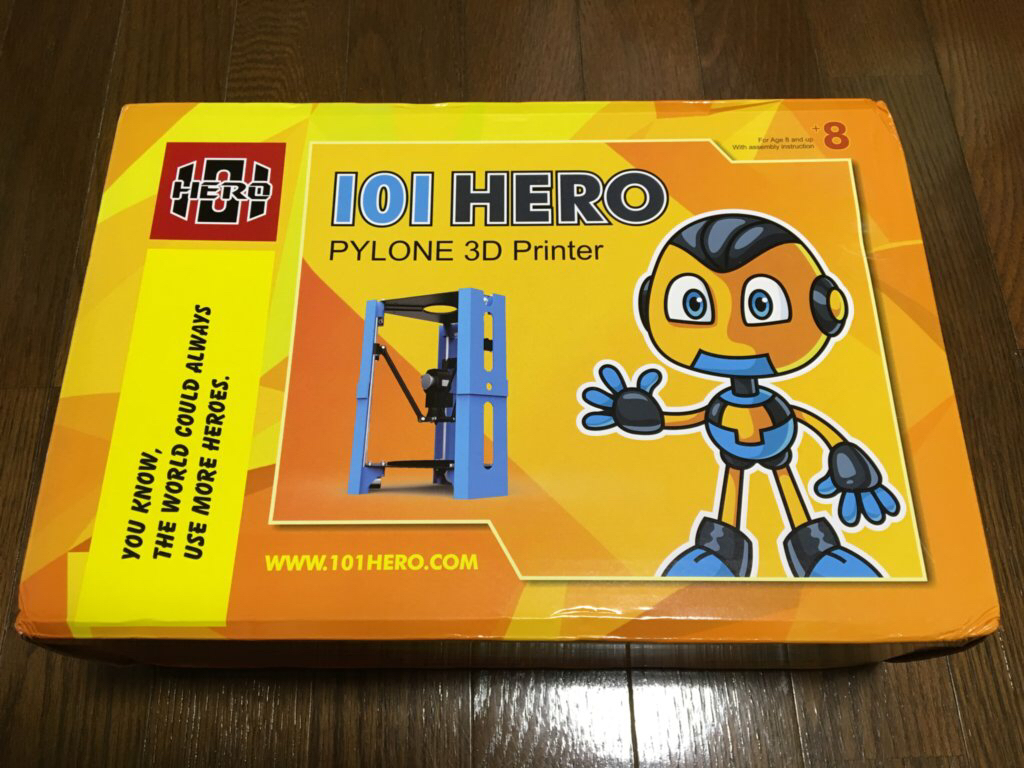 101
HERO
YOU KNOW,
THE WORLD COULD ALWAYS
USE MORE HEROES.
101 HERO
PYLONE 3D Printer
For Age 8 and up
With assembly instruction
+8
WWW.101HERO.COM